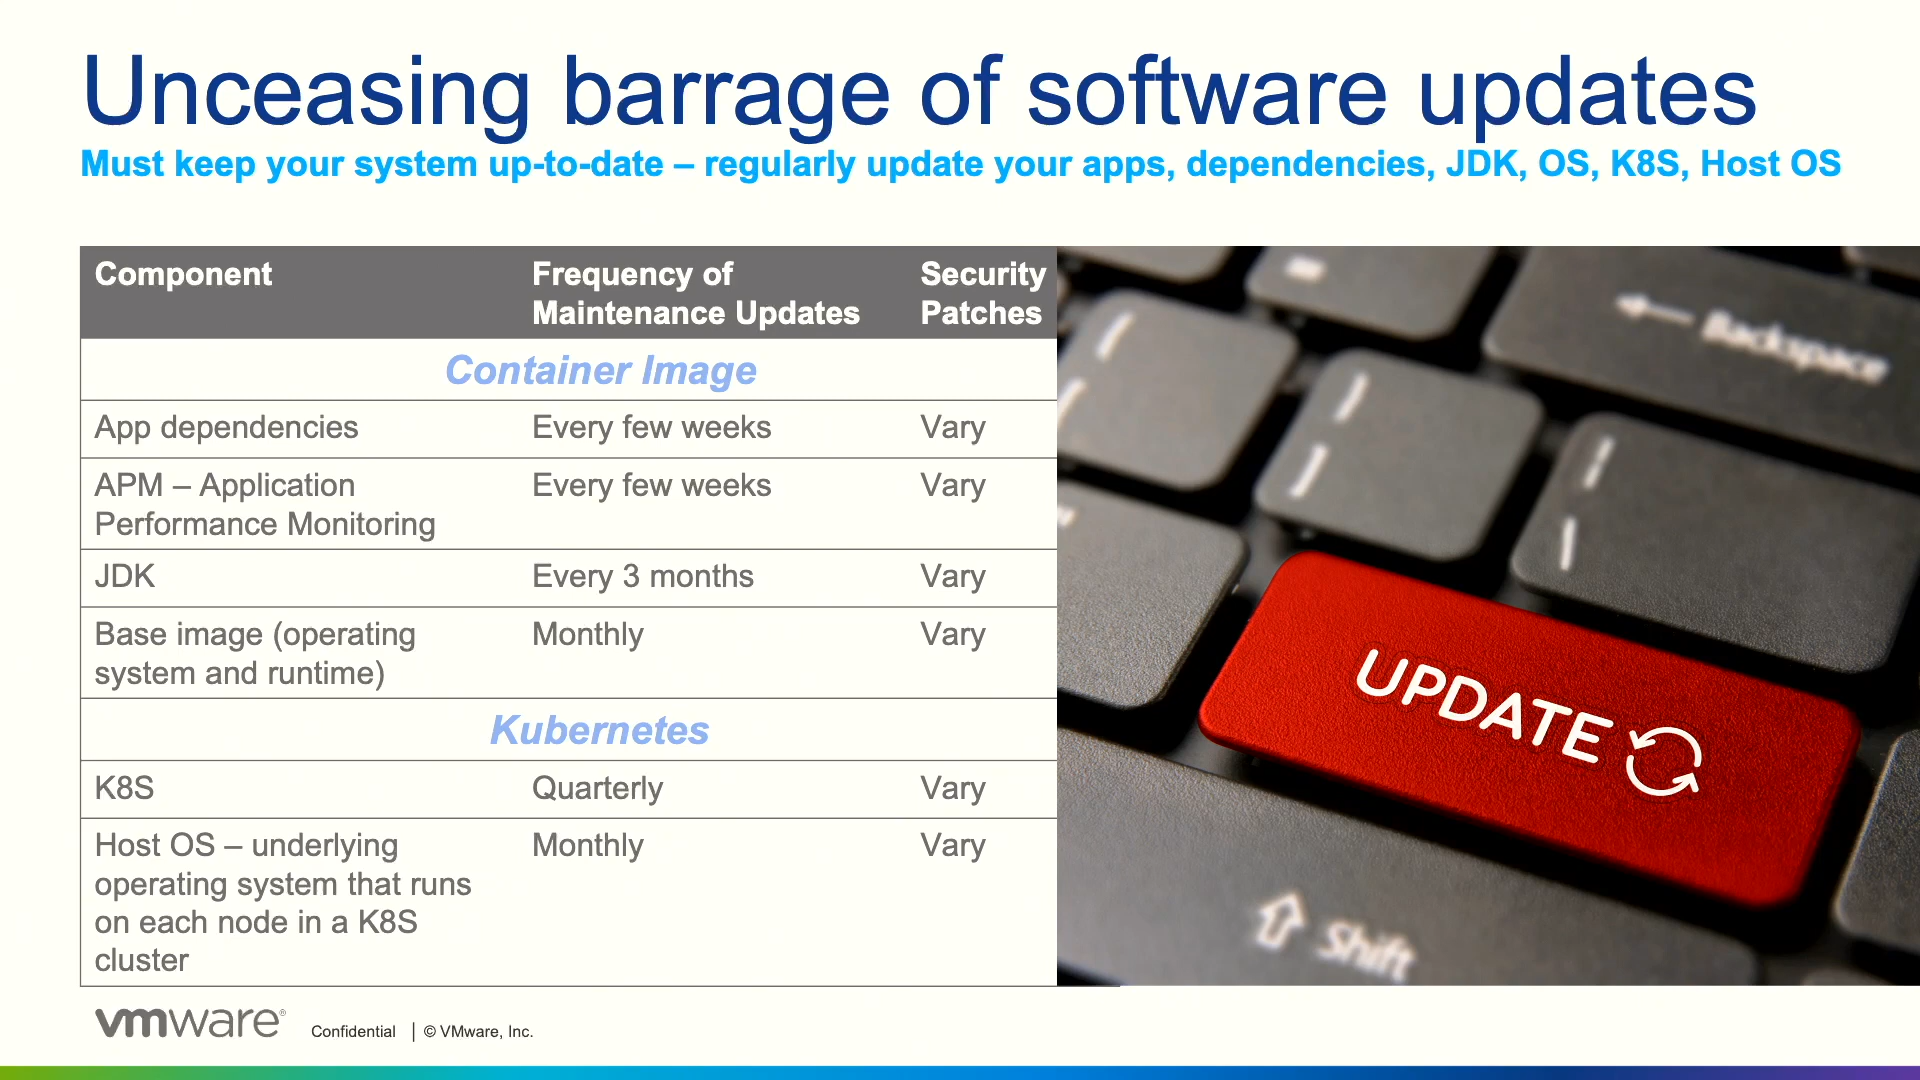 Unceasing barrage of software updates
Must keep your system up-to-date – regularly update your apps, dependencies, JDK, OS, K8S, Host OS
Component
Frequency of
Maintenance Updates
Security
Patches
Container Image
App dependencies
Every few weeks
Vary
APM – Application
Performance Monitoring
Every few weeks
Vary
JDK
Every 3 months
Vary
Base image (operating
system and runtime)
Monthly
Vary
Kubernetes
K8S
Quarterly
Vary
Host OS – underlying
operating system that runs
on each node in a K8S
cluster
Monthly
Vary
Backspace
UPDATE
Shift
vmware®
Confidential | © VMware, Inc.